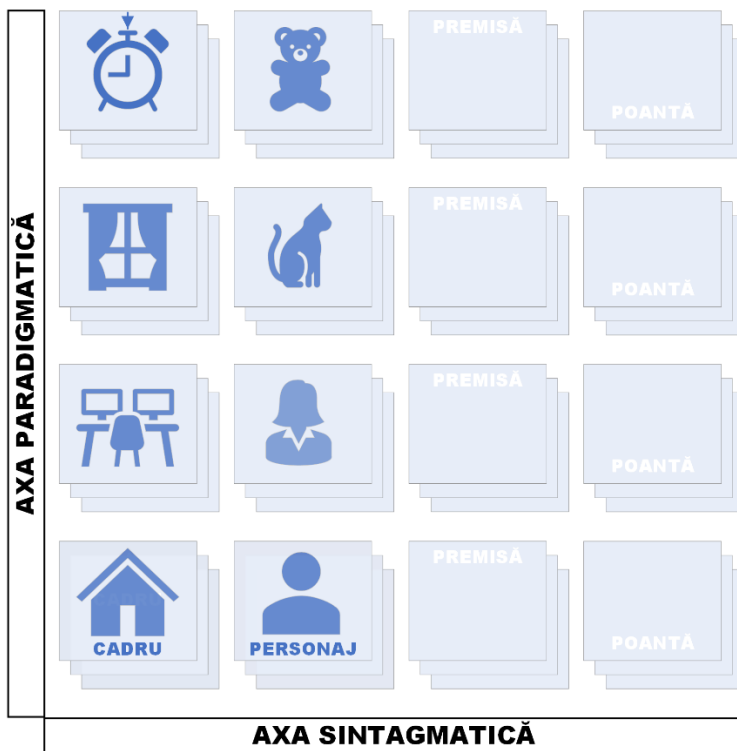 AXA PARADIGMATICĂ
PREMISĂ
POANTĂ
PREMISĂ
POANTĂ
PREMISĂ
POANTĂ
PREMISĂ
CADRU
PERSONAJ
POANTĂ
AXA SINTAGMATICĂ